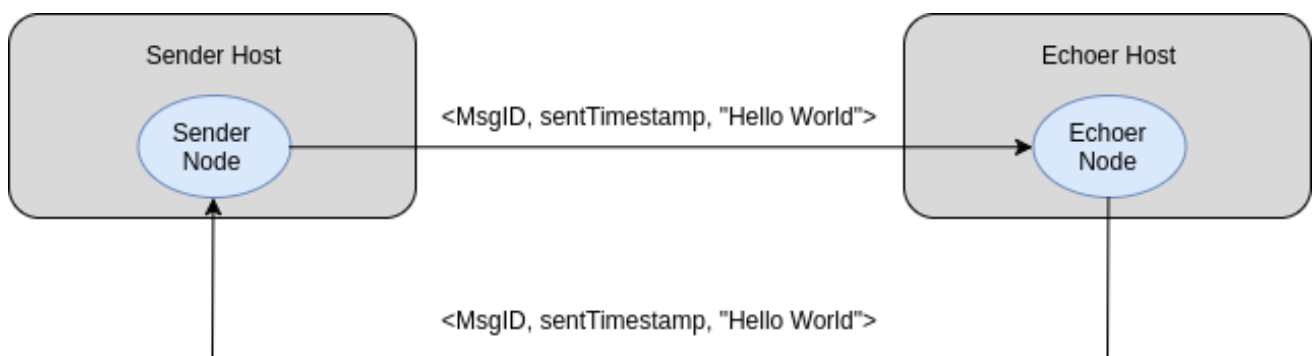 Sender Host
Echoer Host
<MsgID, sentTimestamp, "Hello World">
Sender
Node
Echoer
Node
<MsgID, sentTimestamp, "Hello World">